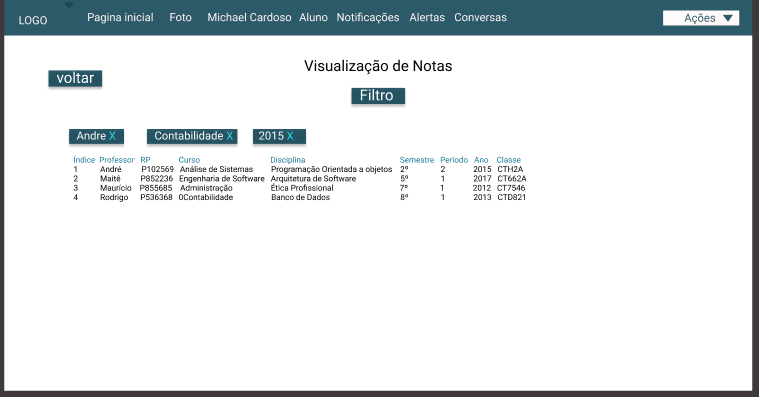 LOGO Pagina inicial Foto Michael Cardoso Aluno Notificações Alertas Conversas Ações
Visualização de Notas
voltar
Filtro
Andre X Contabilidade X 2015 X
Índice Professor RP Curso Disciplina Semestre Período Ano Classe
1 André P102569 Análise de Sistemas Programação Orientada a objetos 2º 2 2015 CTH2A
2 Maitê P852236 Engenharia de Software Arquitetura de Software 5º 1 2017 CT662A
3 Maurício P855685 Administração Ética Profissional 7º 1 2012 CT7546
4 Rodrigo P536368 0Contabilidade Banco de Dados 8º 1 2013 CTD821